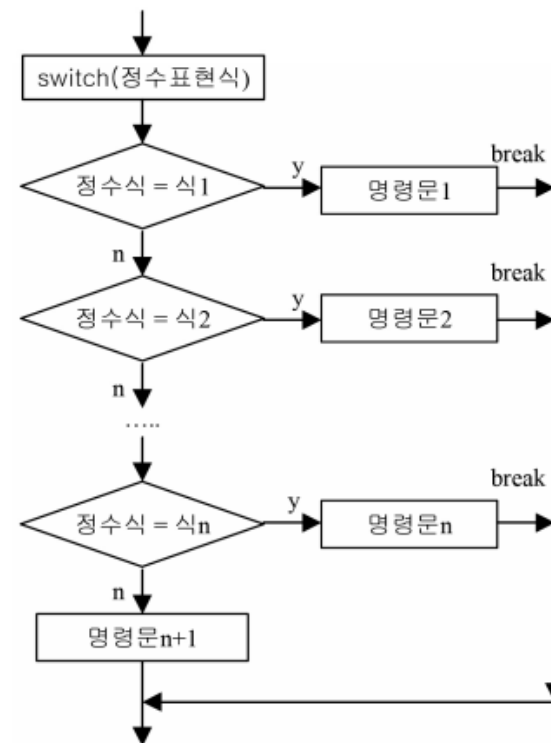 switch(정수표현식)
정수식 = 식1
y
명령문1
break
n
정수식 = 식2
y
명령문2
break
n
.....
정수식 = 식n
y
명령문n
break
n
명령문n+1